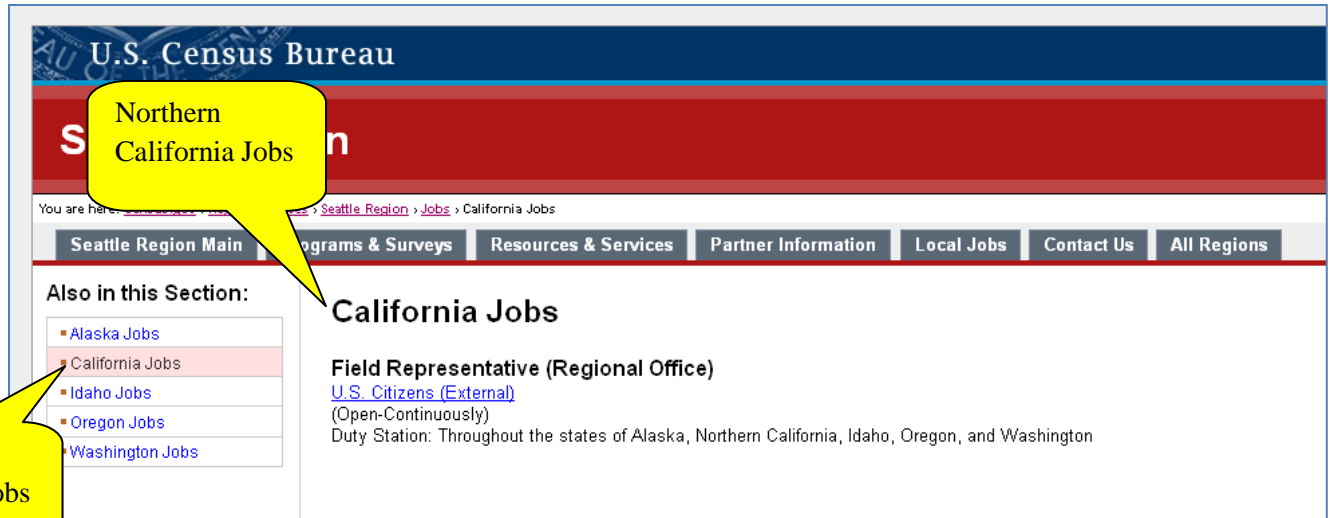 U.S. Census Bureau
Northern
California Jobs
You are here: › Seattle Region › Jobs › California Jobs
Seattle Region Main
Programs & Surveys
Resources & Services
Partner Information
Local Jobs
Contact Us
All Regions
Also in this Section:
Alaska Jobs
California Jobs
Idaho Jobs
Oregon Jobs
Washington Jobs
California Jobs
Field Representative (Regional Office)
U.S. Citizens (External)
(Open-Continuously)
Duty Station: Throughout the states of Alaska, Northern California, Idaho, Oregon, and Washington